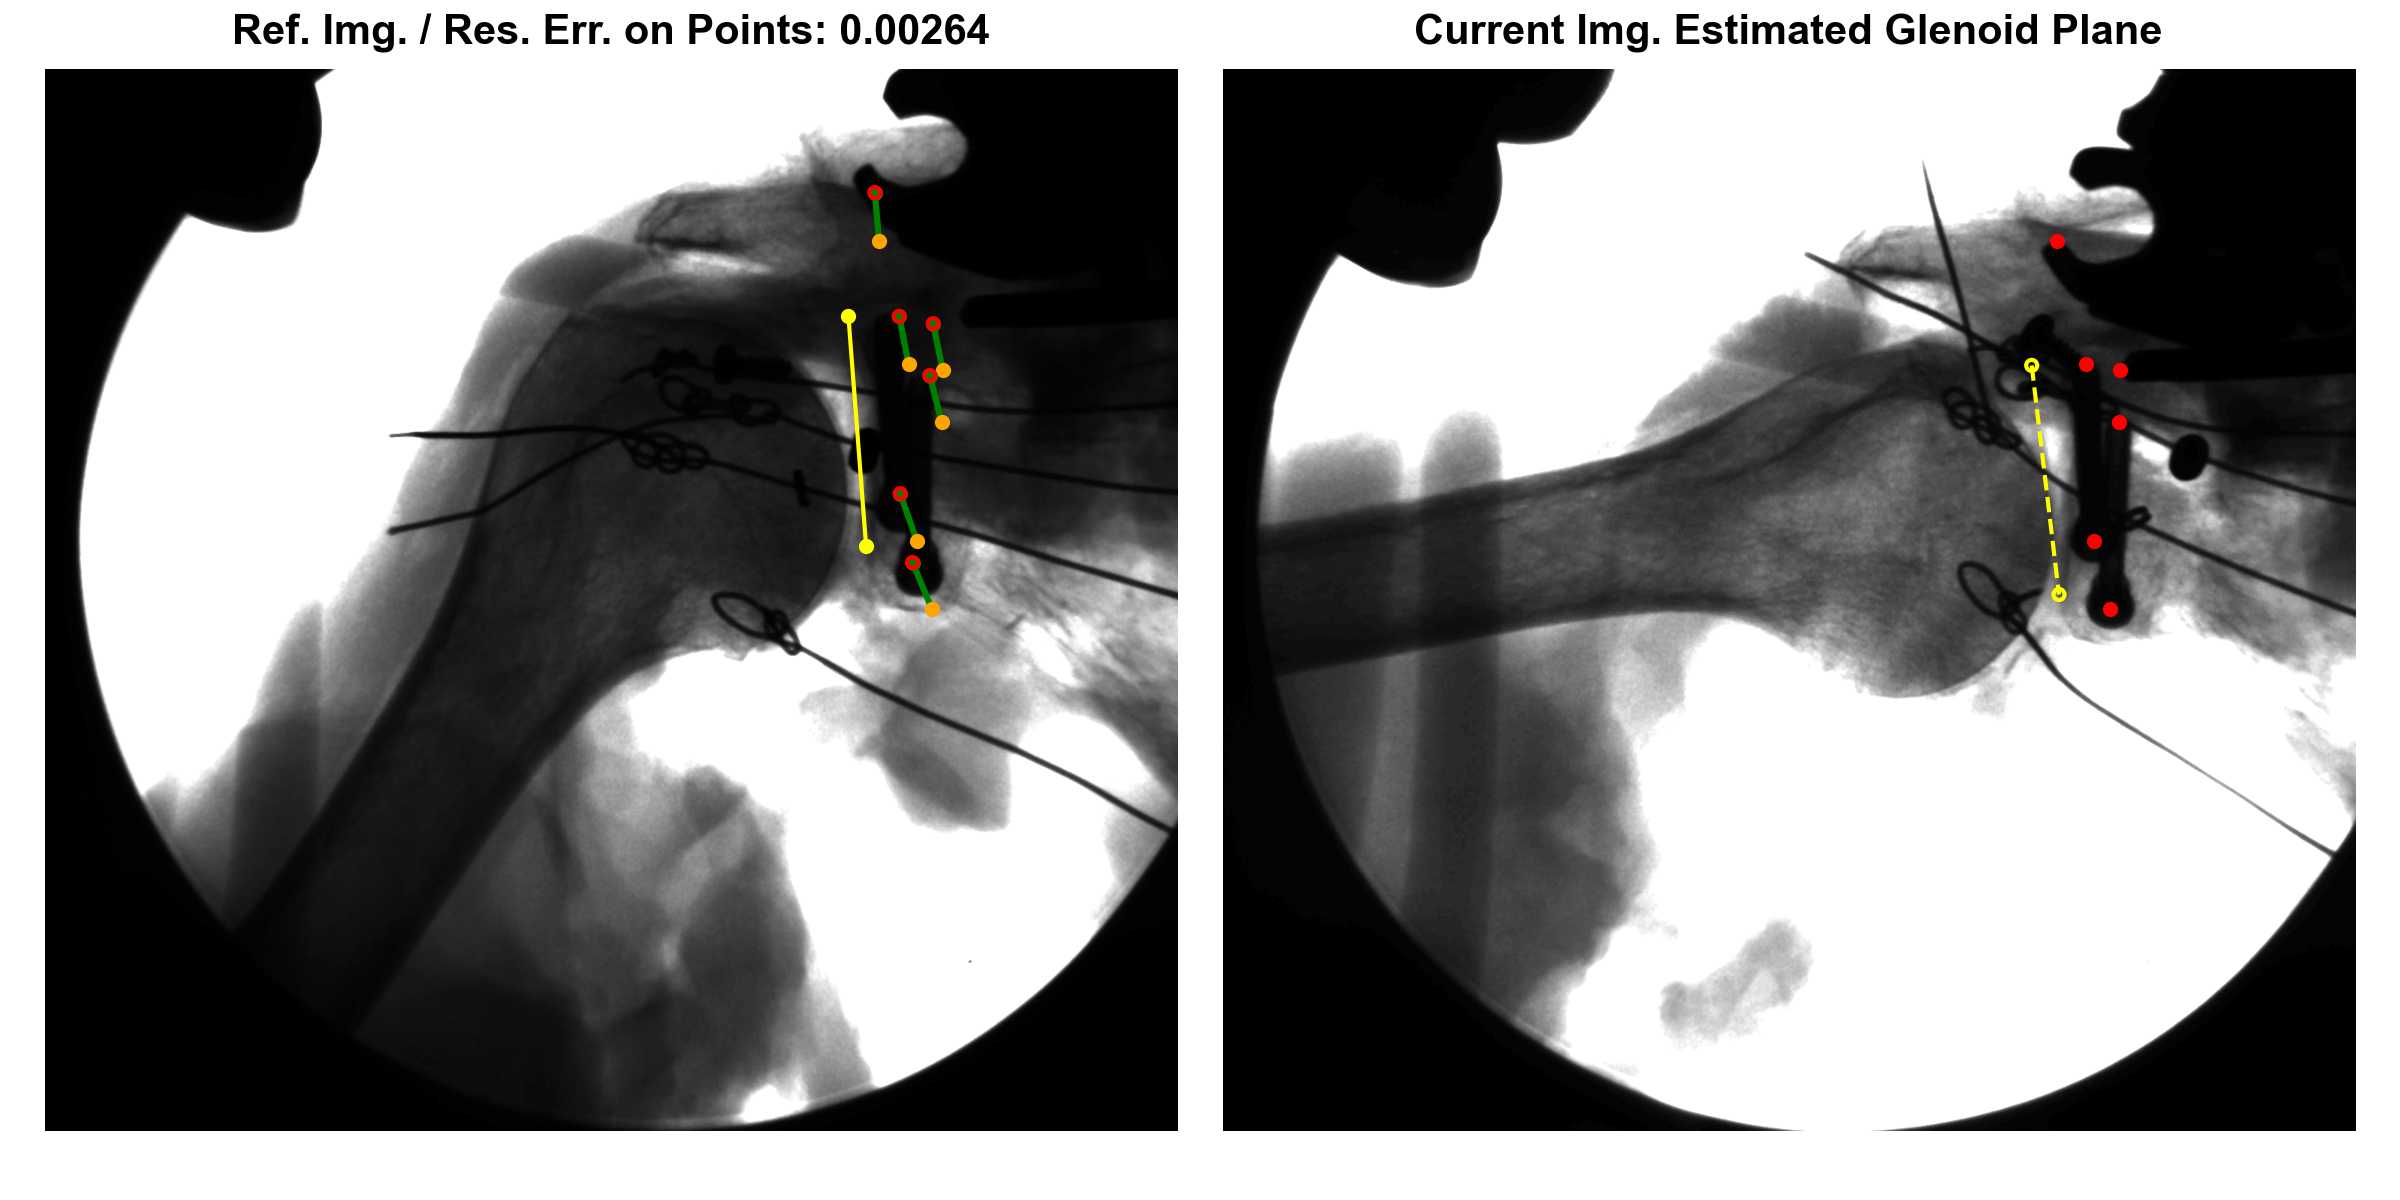 Ref. Img. / Res. Err. on Points: 0.00264
Current Img. Estimated Glenoid Plane